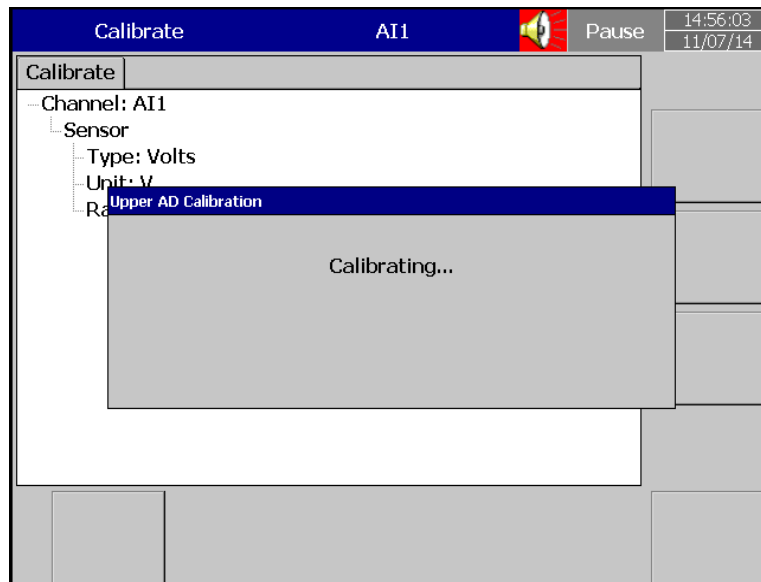 Calibrate AI1 Pause 14:56:03
11/07/14
Calibrate
Channel: AI1
Sensor
Type: Volts
Unit: V
Upper AD Calibration
Calibrating...